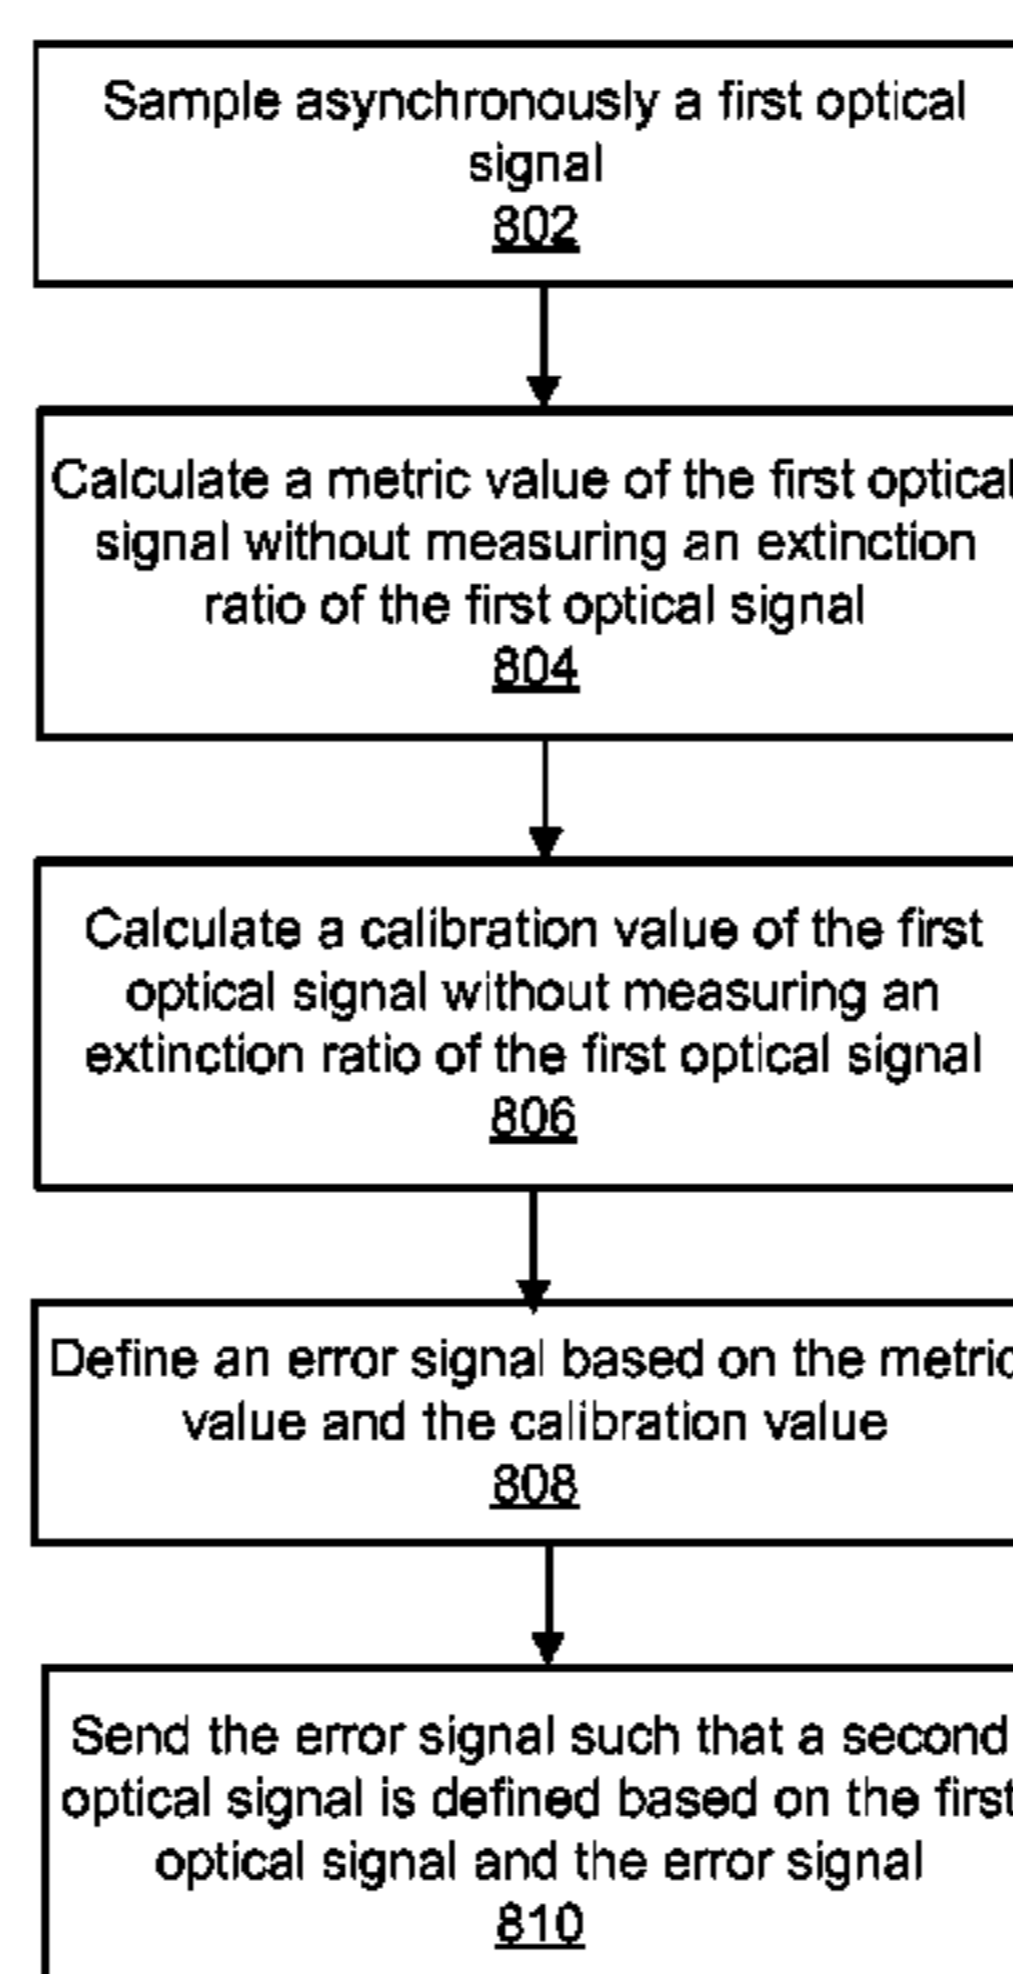 Sample asynchronously a first optical
signal
802
Calculate a metric value of the first optical
signal without measuring an extinction
ratio of the first optical signal
804
Calculate a calibration value of the first
optical signal without measuring an
extinction ratio of the first optical signal
806
Define an error signal based on the metric
value and the calibration value
808
Send the error signal such that a second
optical signal is defined based on the first
optical signal and the error signal
810